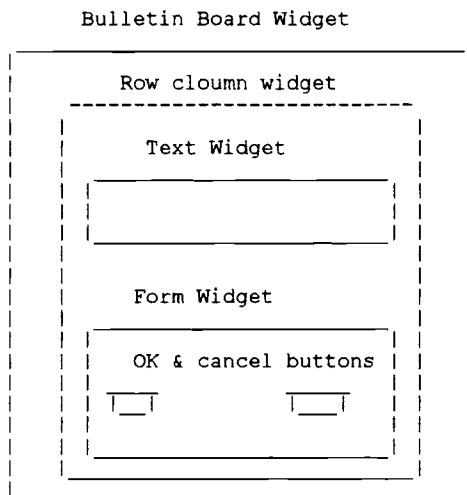 Bulletin Board Widget
Row cloumn widget
Text Widget
Form Widget
OK & cancel buttons